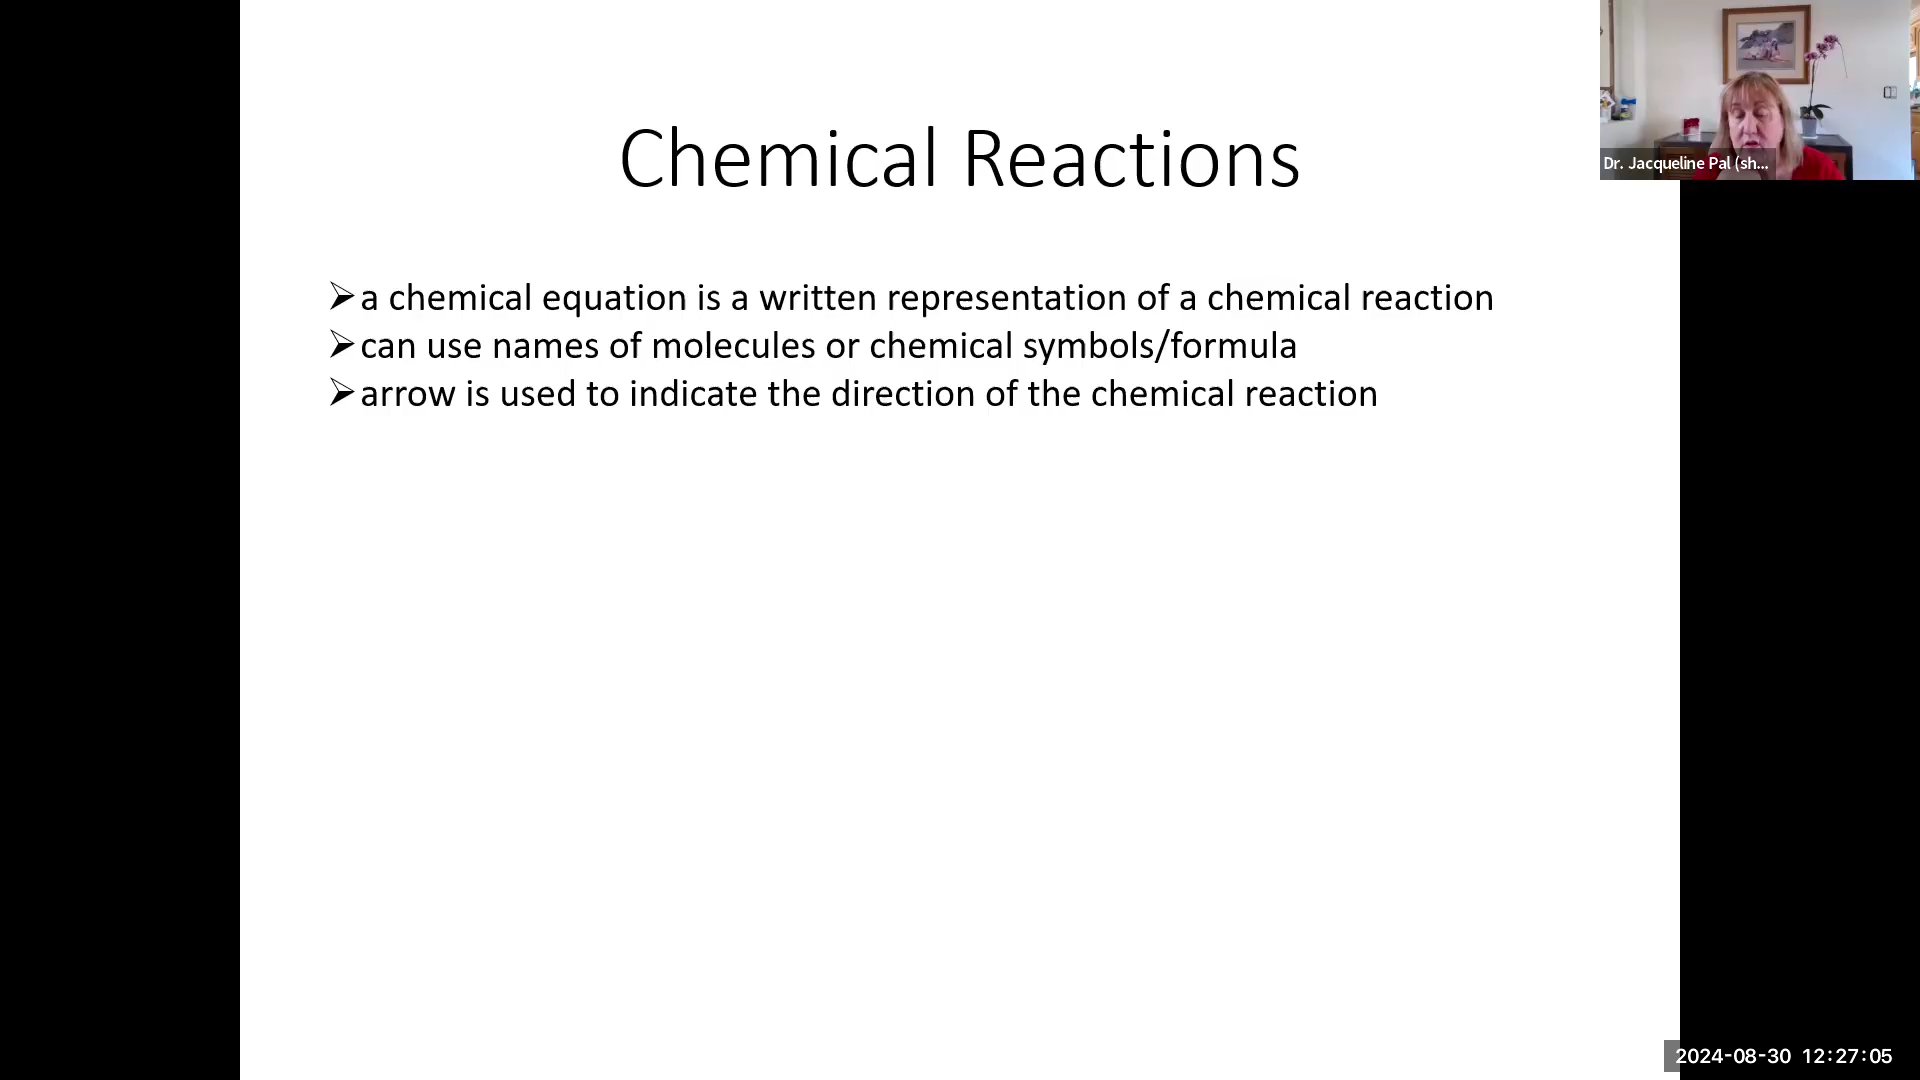 Chemical Reactions
➢a chemical equation is a written representation of a chemical reaction
➢can use names of molecules or chemical symbols/formula
➢arrow is used to indicate the direction of the chemical reaction
Dr. Jacqueline Pal (sh...
2024-08-30 12:27:05